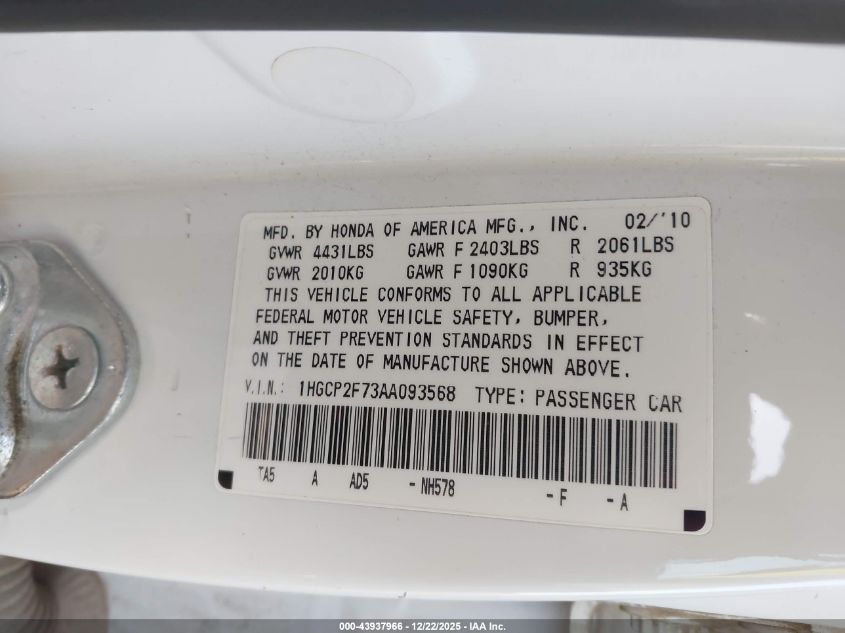 MFD. BY HONDA OF AMERICA MFG., INC. 02/'10
GVWR 4431LBS GAWR F 2403LBS R 2061LBS
GVWR 2010KG GAWR F 1090KG R 935KG
THIS VEHICLE CONFORMS TO ALL APPLICABLE
FEDERAL MOTOR VEHICLE SAFETY, BUMPER,
AND THEFT PREVENTION STANDARDS IN EFFECT
ON THE DATE OF MANUFACTURE SHOWN ABOVE.
V.I.N.: 1HGCP2F73AA093568 TYPE: PASSENGER CAR
TA5 A AD5 - NH578 - F - A
000-43937966 - 12/22/2025 - IAA Inc.